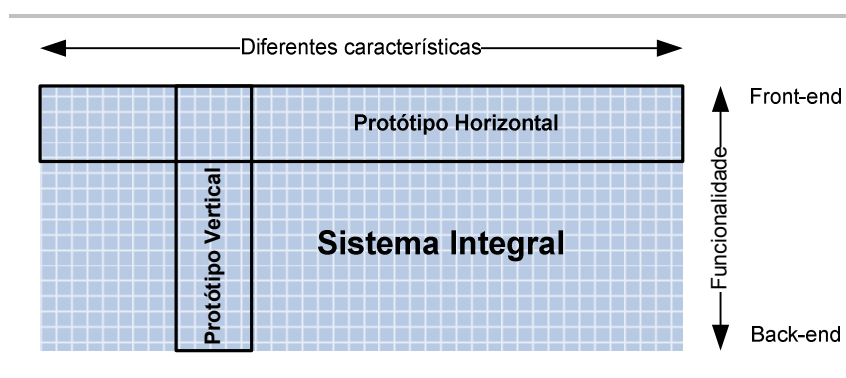 Diferentes características
Front-end
Protótipo Horizontal
Protótipo Vertical
Sistema Integral
Funcionalidade
Back-end